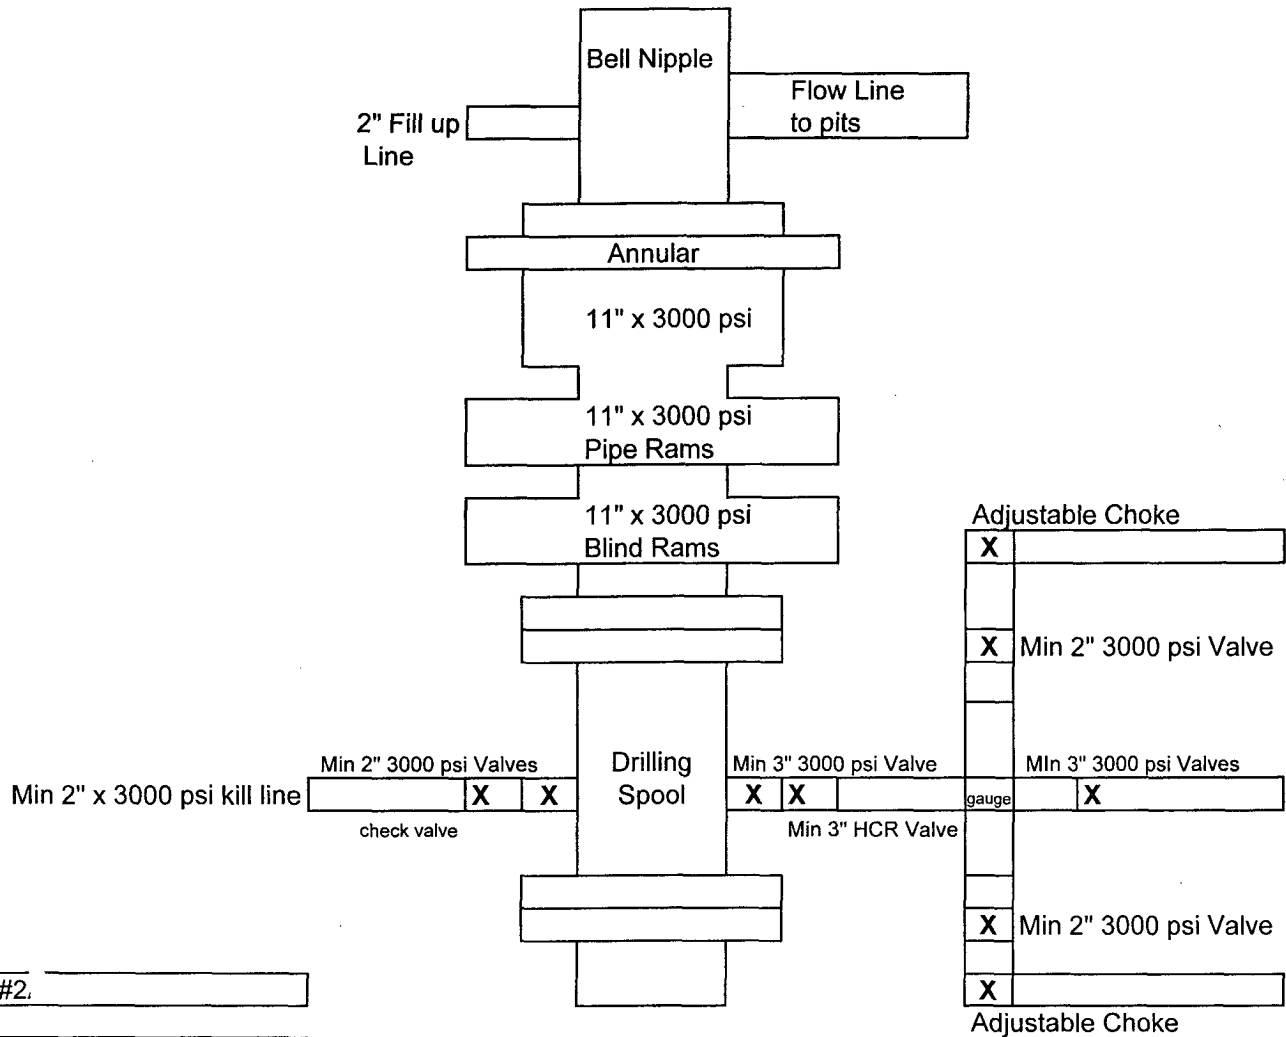 Bell Nipple
Flow Line
to pits
2" Fill up
Line
Annular
11" x 3000 psi
11" x 3000 psi
Pipe Rams
11" x 3000 psi
Blind Rams
Adjustable Choke
X
X Min 2" 3000 psi Valve
Min 2" 3000 psi Valves
Drilling
Spool
Min 3" 3000 psi Valve
MIn 3" 3000 psi Valves
Min 2" x 3000 psi kill line
X X
X X
gauge
X
check valve
Min 3" HCR Valve
X Min 2" 3000 psi Valve
#2
X
Adjustable Choke